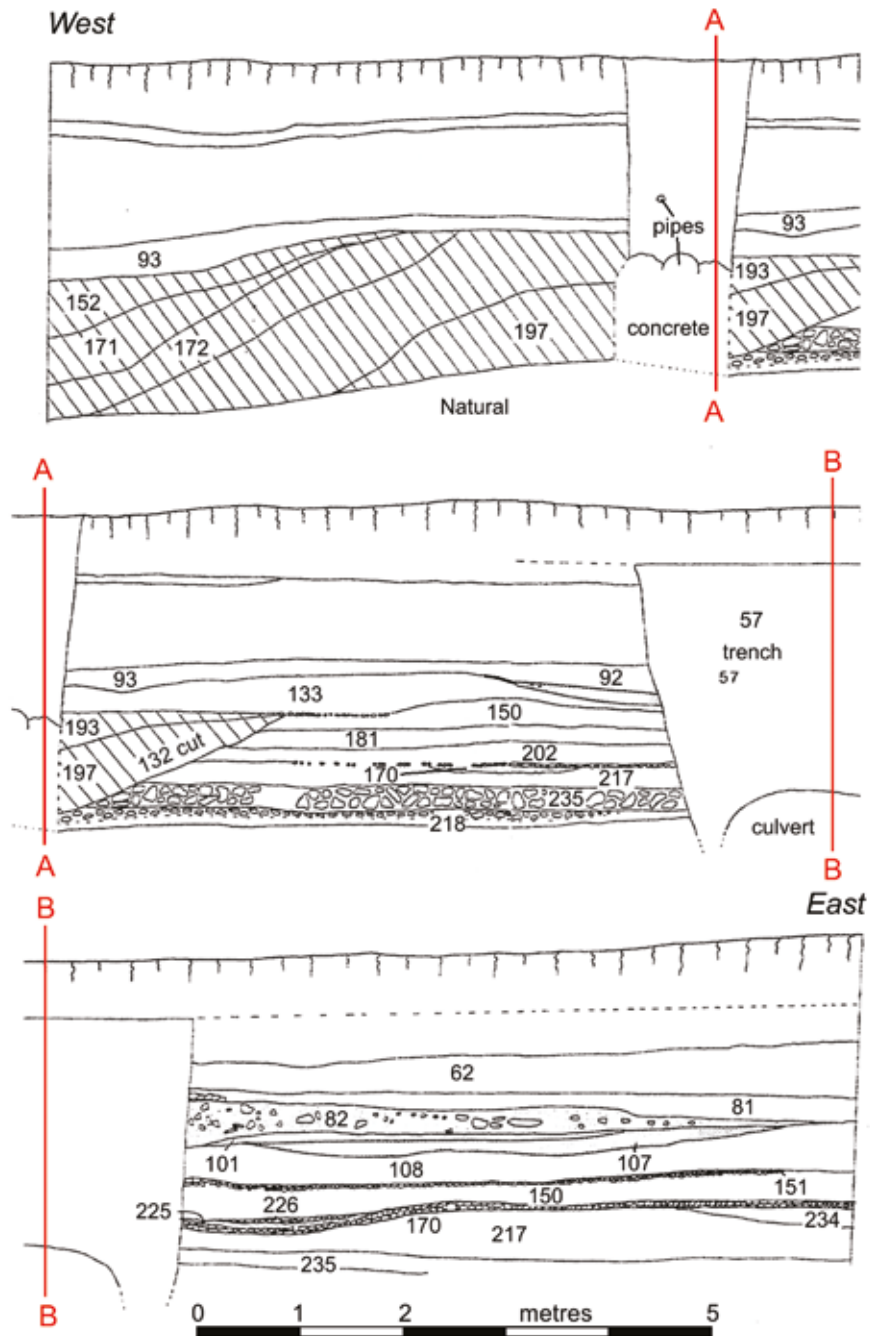 West
A
93
pipes
93
152
193
171
172
197
concrete
197
Natural
A
A
B
57
trench
57
93
92
133
150
193
181
132 cut
202
197
170
217
235
218
culvert
A
B
B
East
62
81
82
101
107
108
151
150
226
225
170
234
217
235
B
0 1 2 metres 5